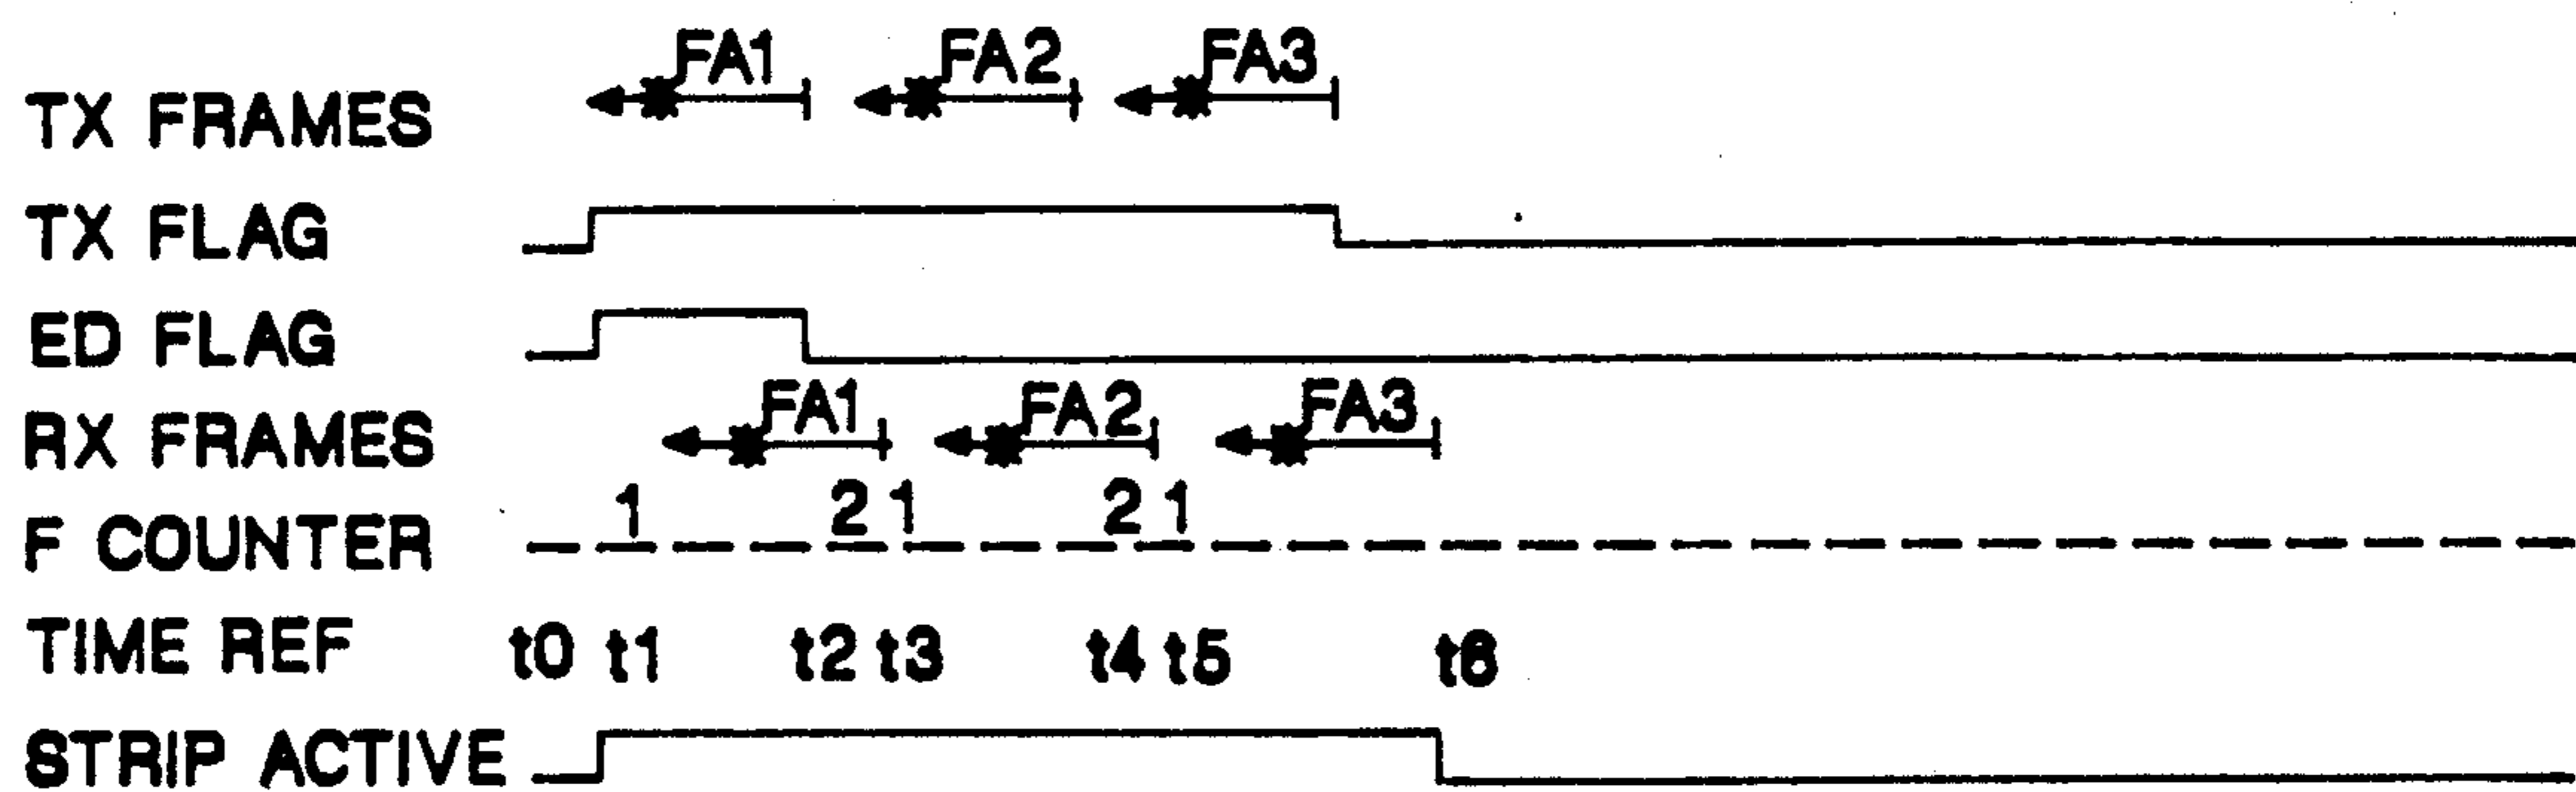 FA1 FA2 FA3
TX FRAMES
TX FLAG
ED FLAG
FA1 FA2 FA3
RX FRAMES
1 2 1 2 1
F COUNTER
TIME REF t0 t1 t2 t3 t4 t5 t6
STRIP ACTIVE